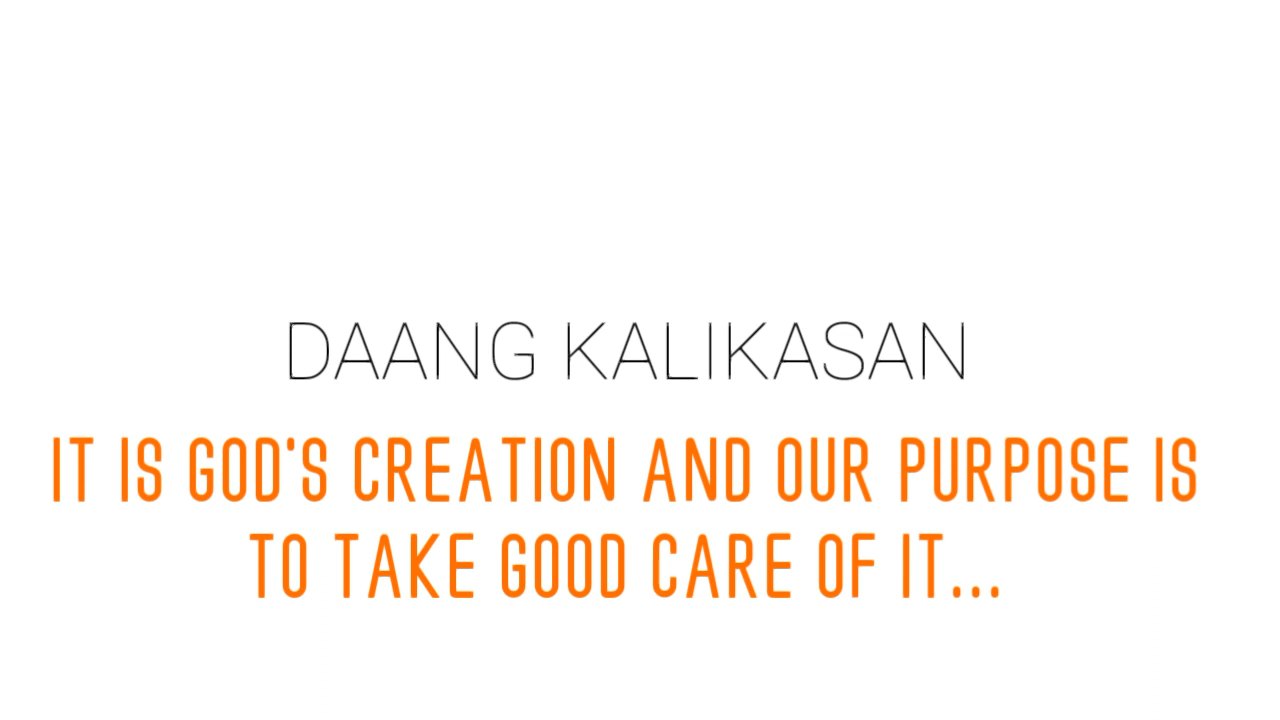 DAANG KALIKASAN
IT IS GOD'S CREATION AND OUR PURPOSE IS
TO TAKE GOOD CARE OF IT...